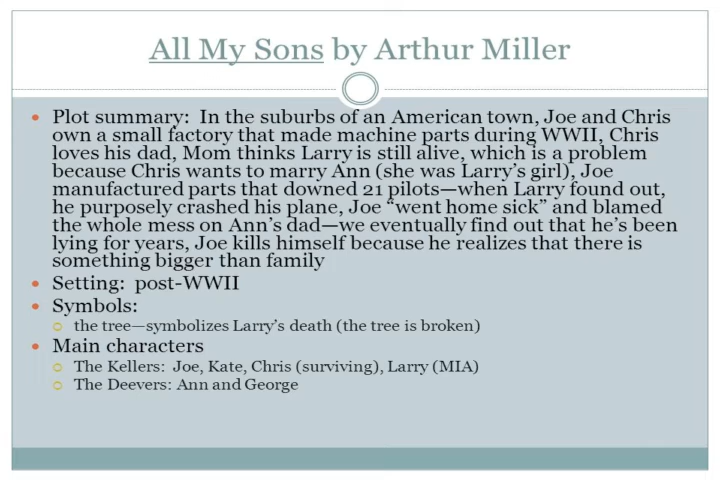 All My Sons by Arthur Miller
• Plot summary: In the suburbs of an American town, Joe and Chris
own a small factory that made machine parts during WWII, Chris
loves his dad, Mom thinks Larry is still alive, which is a problem
because Chris wants to marry Ann (she was Larry’s girl), Joe
manufactured parts that downed 21 pilots—when Larry found out,
he purposely crashed his plane, Joe “went home sick” and blamed
the whole mess on Ann’s dad—we eventually find out that he’s been
lying for years, Joe kills himself because he realizes that there is
something bigger than family
• Setting: post-WWII
• Symbols:
the tree—symbolizes Larry’s death (the tree is broken)
• Main characters
The Kellers: Joe, Kate, Chris (surviving), Larry (MIA)
The Deevers: Ann and George